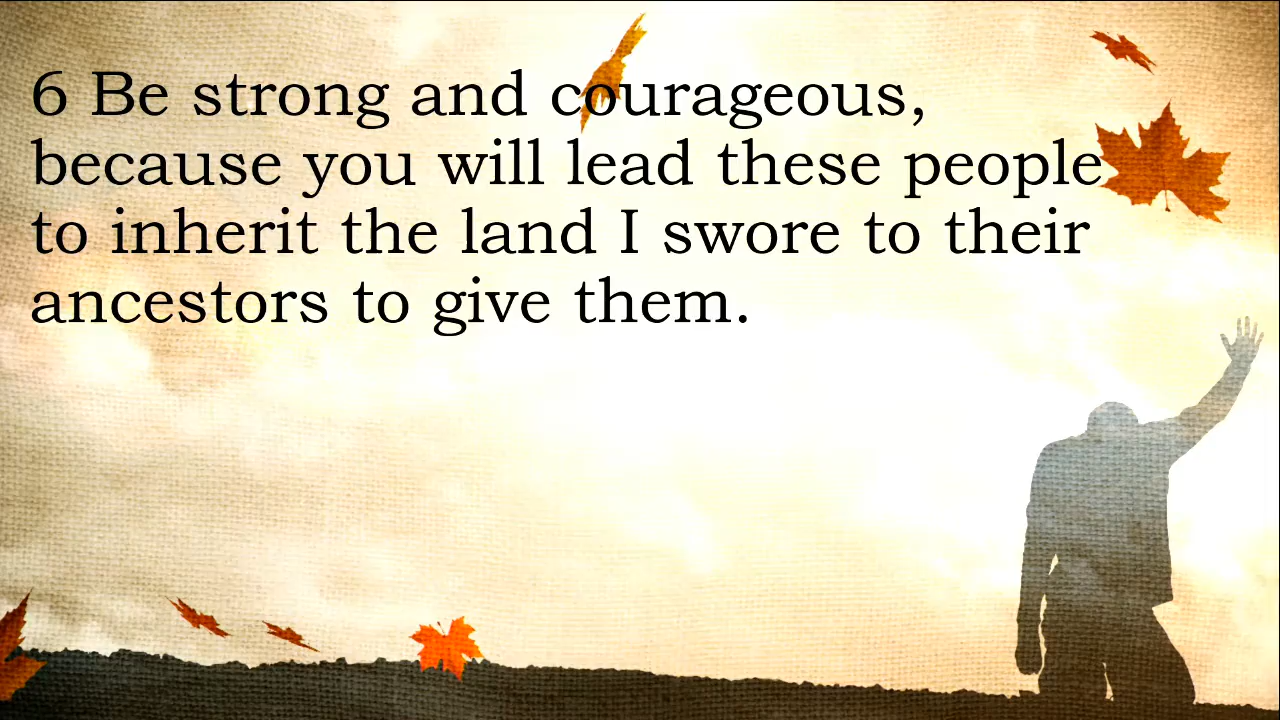 6 Be strong and courageous,
because you will lead these people
to inherit the land I swore to their
ancestors to give them.